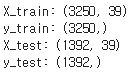 X_train: (3250, 39)
y_train: (3250,)
X_test: (1392, 39)
y_test: (1392,)